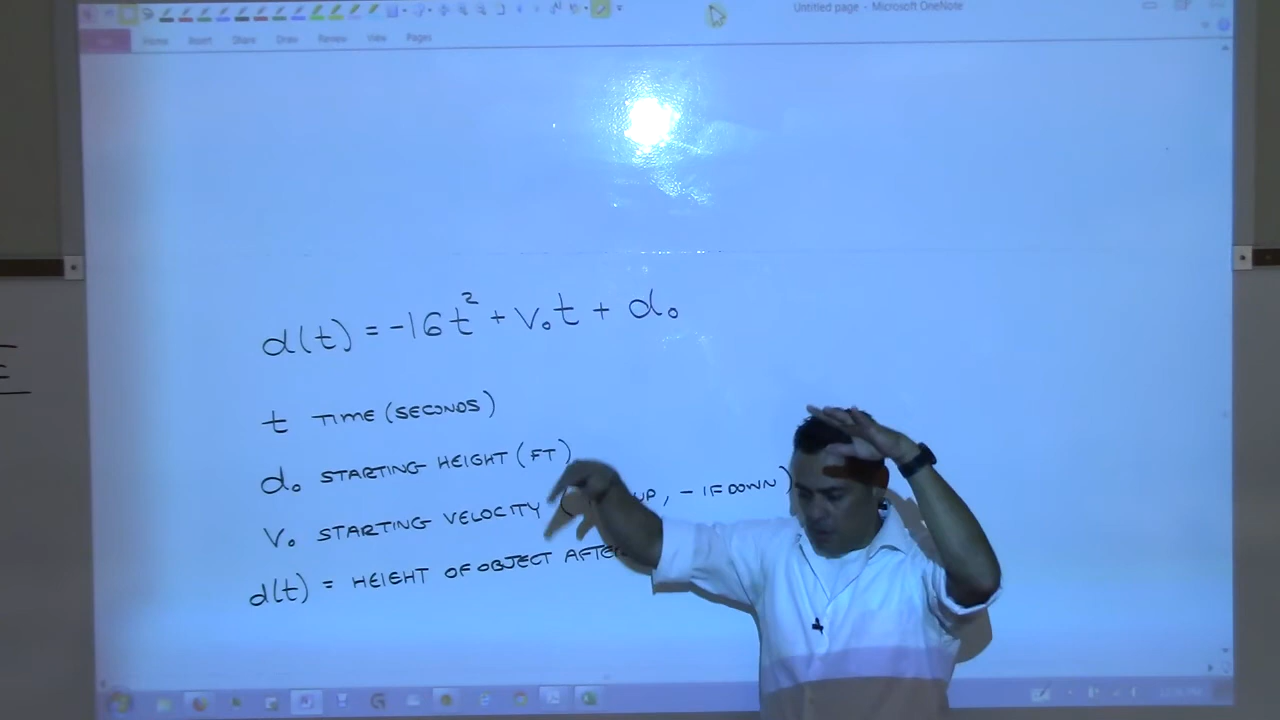 Untitled page - Microsoft OneNote
Home Insert Share Draw Review View Pages
d(t) = -16t² + v₀t + d₀
t TIME (SECONDS)
d₀ STARTING HEIGHT (FT)
v₀ STARTING VELOCITY ( UP, - IF DOWN)
d(t) = HEIGHT OF OBJECT AFTER